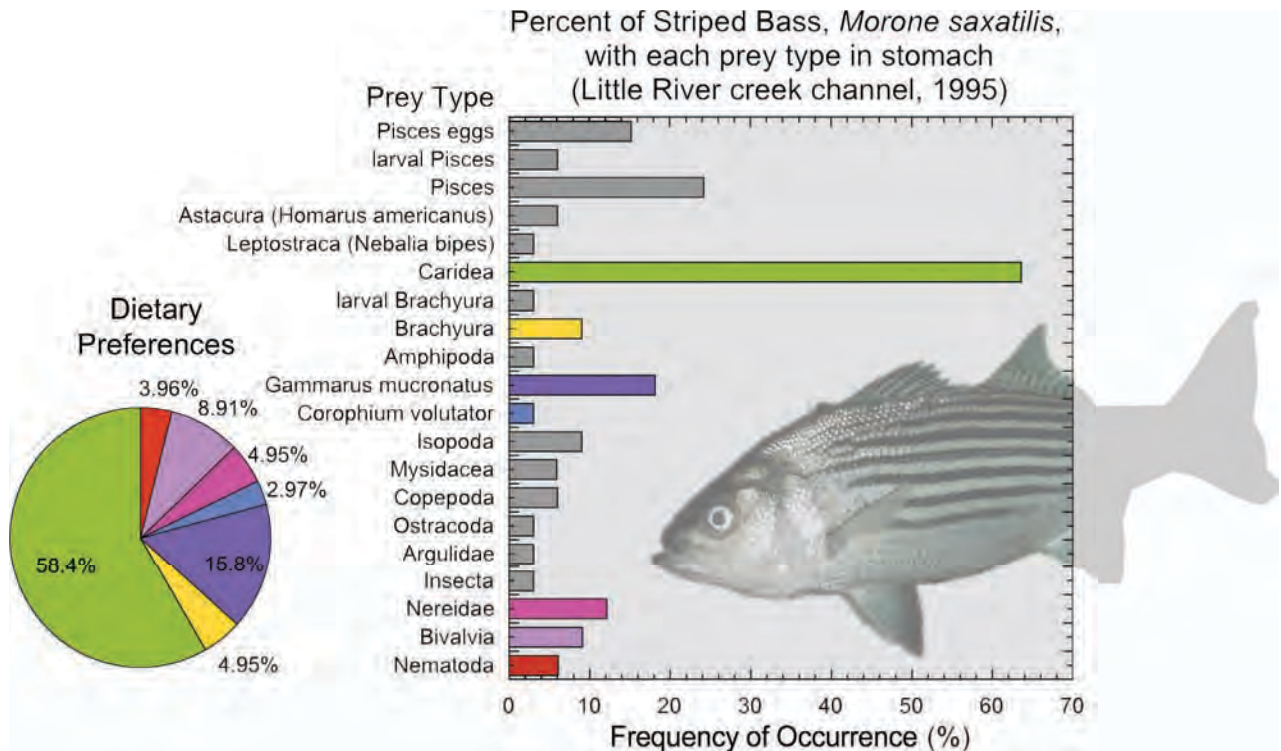 Percent of Striped Bass, Morone saxatilis,
with each prey type in stomach
(Little River creek channel, 1995)
Prey Type
Pisces eggs
larval Pisces
Pisces
Astacura (Homarus americanus)
Leptostraca (Nebalia bipes)
Caridea
larval Brachyura
Brachyura
Amphipoda
Gammarus mucronatus
Corophium volutator
Isopoda
Mysidacea
Copepoda
Ostracoda
Argulidae
Insecta
Nereidae
Bivalvia
Nematoda
0 10 20 30 40 50 60 70
Frequency of Occurrence (%)
Dietary
Preferences
3.96%
8.91%
4.95%
2.97%
15.8%
58.4%
4.95%